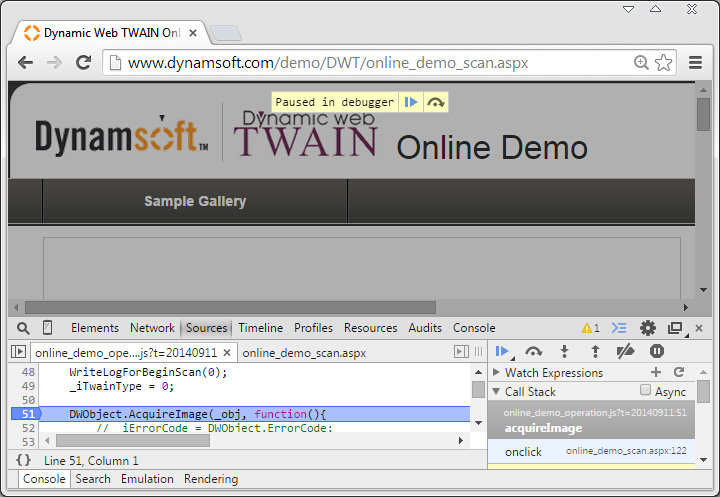 Dynamic Web TWAIN Onl
www.dynamsoft.com/demo/DWT/online_demo_scan.aspx
Paused in debugger
Dynamsoft™
Dynamic web
TWAIN
Online Demo
Sample Gallery
Elements Network Sources Timeline Profiles Resources Audits Console 1
online_demo_ope....js?t=20140911 online_demo_scan.aspx
48 WriteLogForBeginScan(0);
49 _iTwainType = 0;
51 DWObject.AcquireImage(_obj, function(){
52 // iErrorCode = DWObject.ErrorCode:
53
{} Line 51, Column 1
Watch Expressions
Call Stack Async
online_demo_operation.js?t=20140911:51
acquireImage
onclick online_demo_scan.aspx:122
Console Search Emulation Rendering